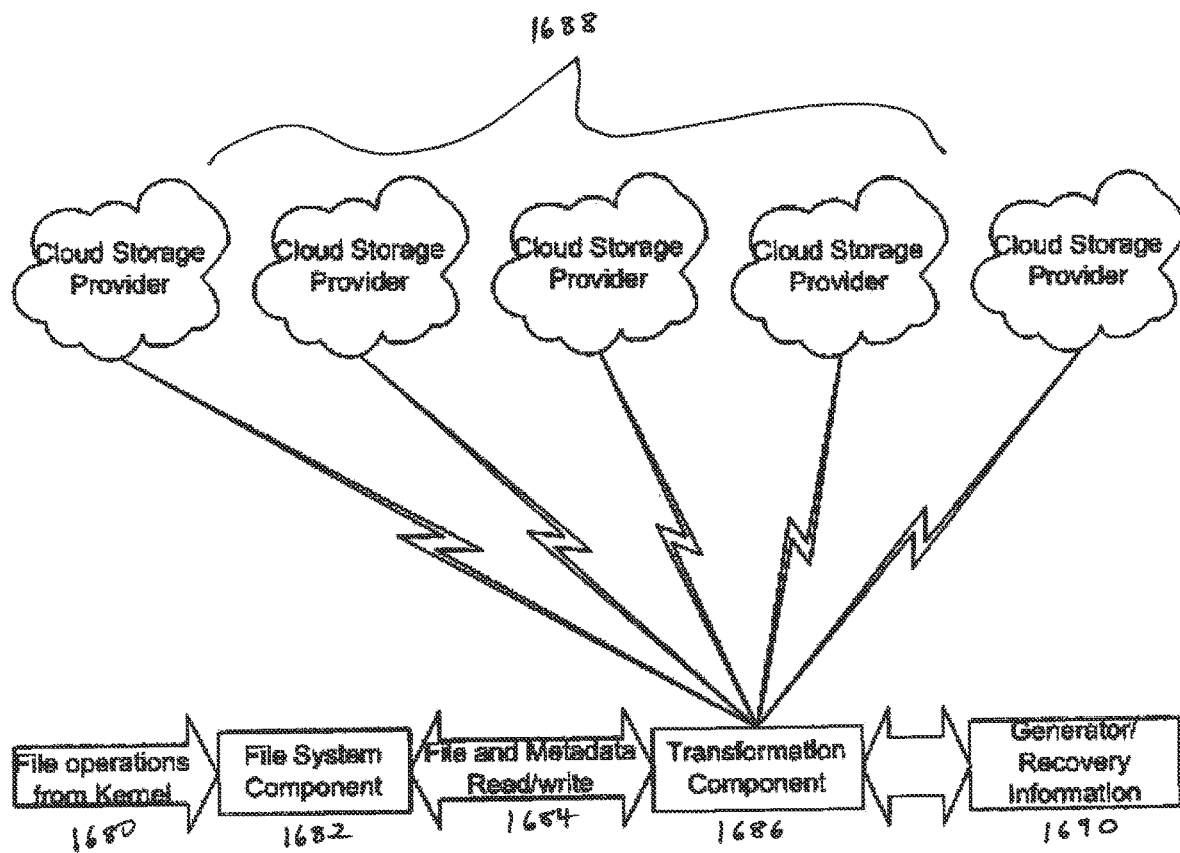 1688
Cloud Storage
Provider
Cloud Storage
Provider
Cloud Storage
Provider
Cloud Storage
Provider
Cloud Storage
Provider
File operations
from Kernel
1680
File System
Component
1682
File and Metadata
Read/write
1684
Transformation
Component
1686
Generator/
Recovery
Information
1690